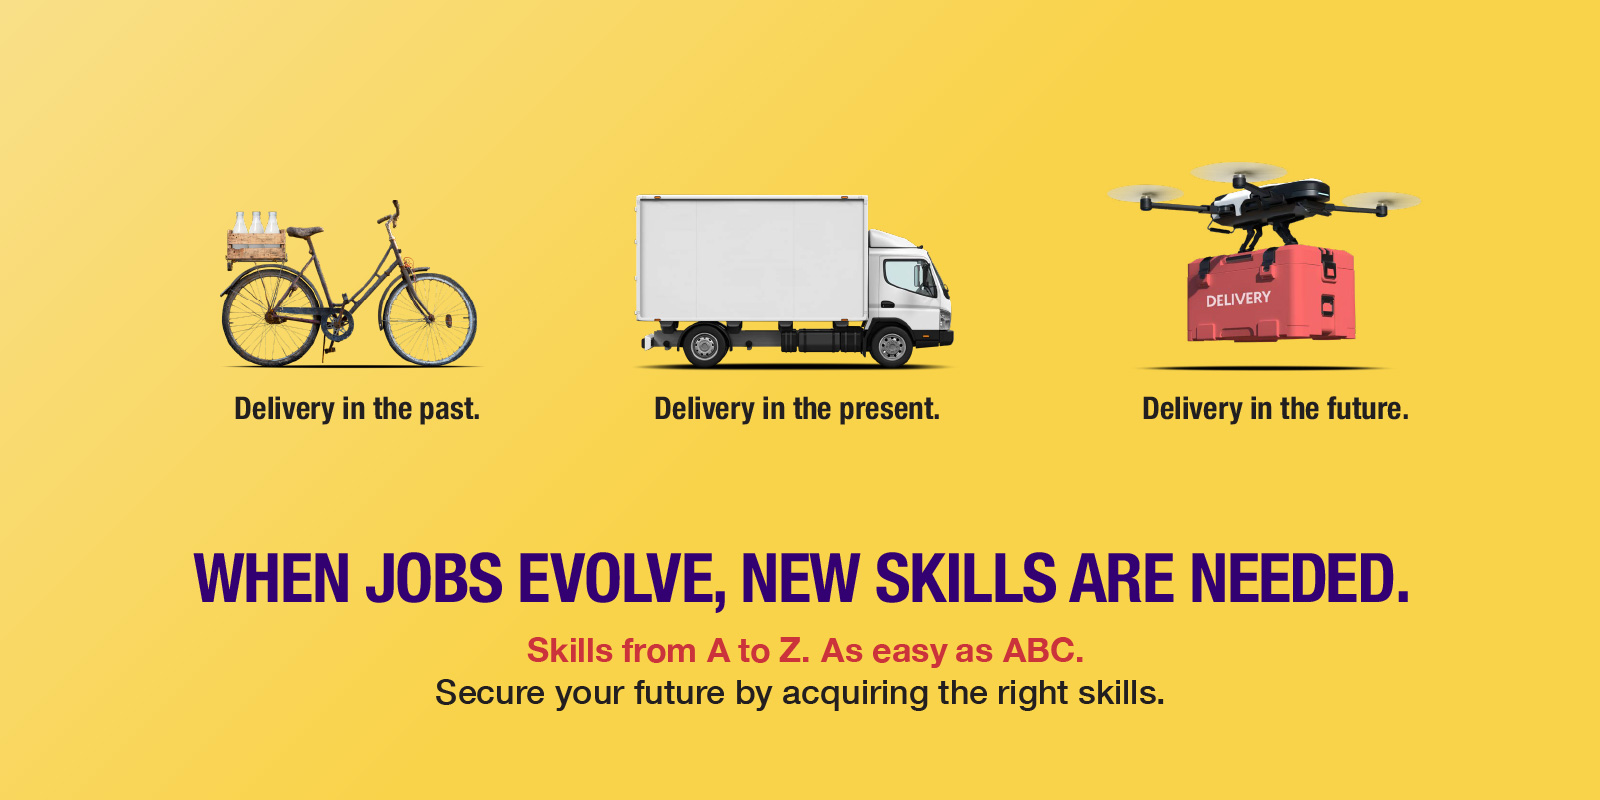 DELIVERY
Delivery in the past.
Delivery in the present.
Delivery in the future.
WHEN JOBS EVOLVE, NEW SKILLS ARE NEEDED.
Skills from A to Z. As easy as ABC.
Secure your future by acquiring the right skills.